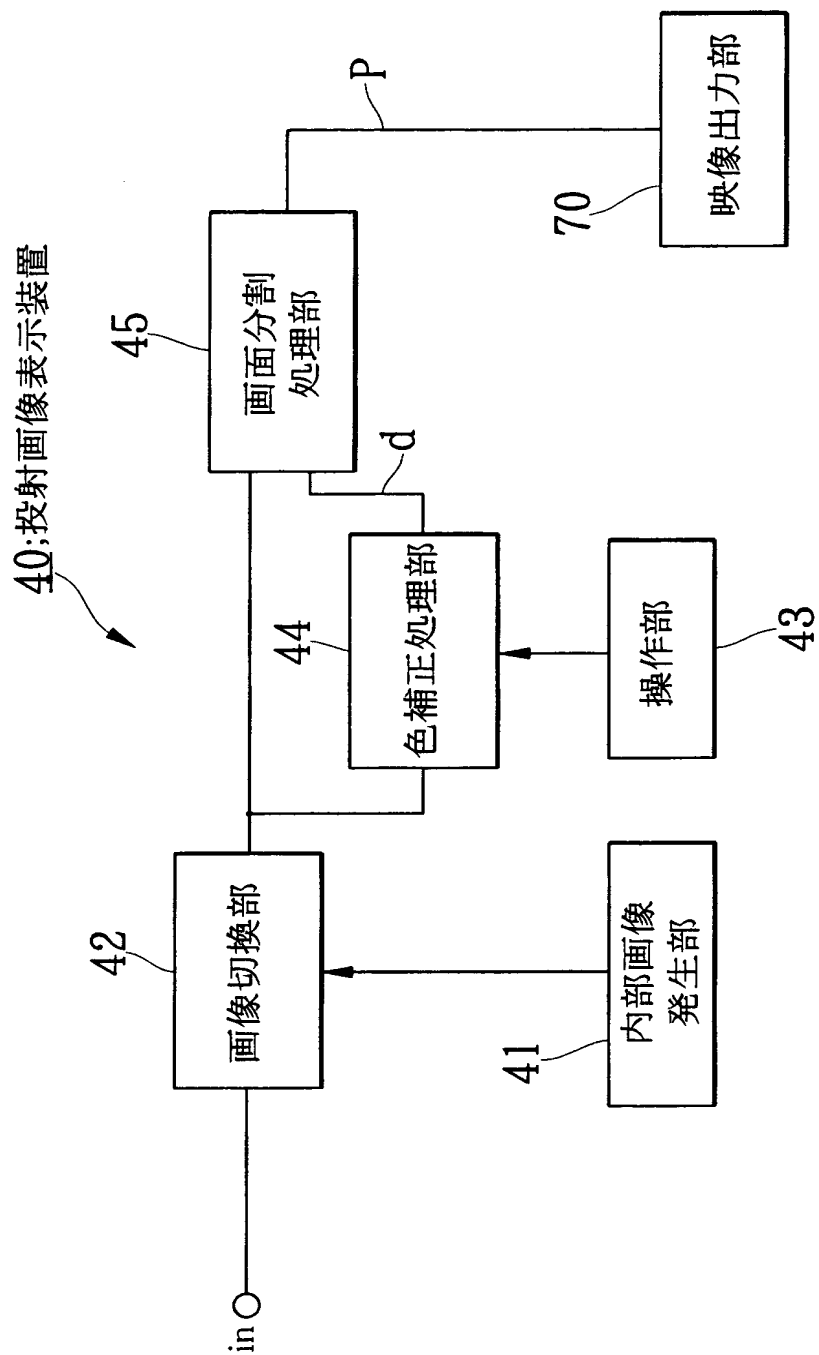 40;投射画像表示装置
in
42
画像切換部
41
内部画像
発生部
44
色補正処理部
43
操作部
d
45
画面分割
処理部
P
70
映像出力部